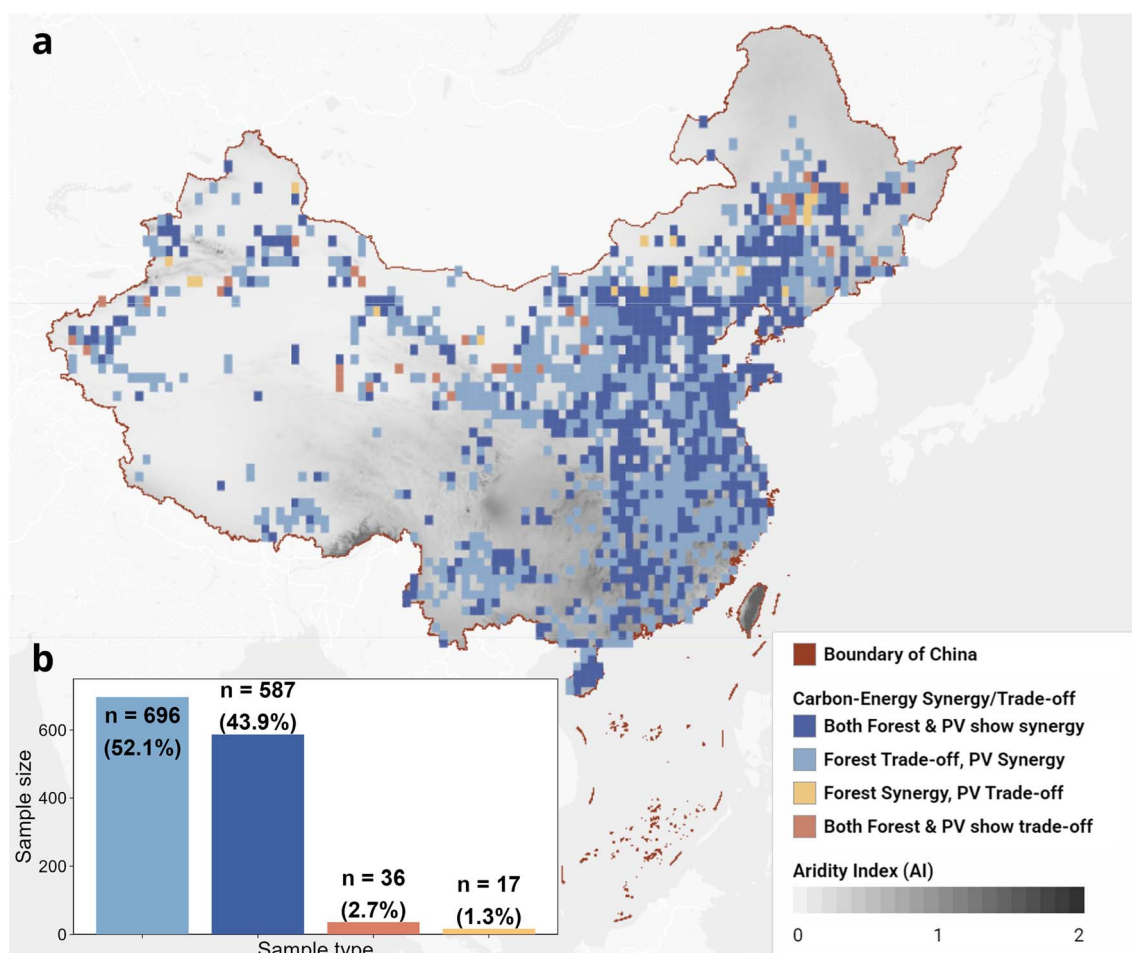 a
b
n = 696
(52.1%)
n = 587
(43.9%)
n = 36
(2.7%)
n = 17
(1.3%)
Sample size
600
400
200
0
Sample type
Boundary of China
Carbon-Energy Synergy/Trade-off
Both Forest & PV show synergy
Forest Trade-off, PV Synergy
Forest Synergy, PV Trade-off
Both Forest & PV show trade-off
Aridity Index (AI)
0 1 2